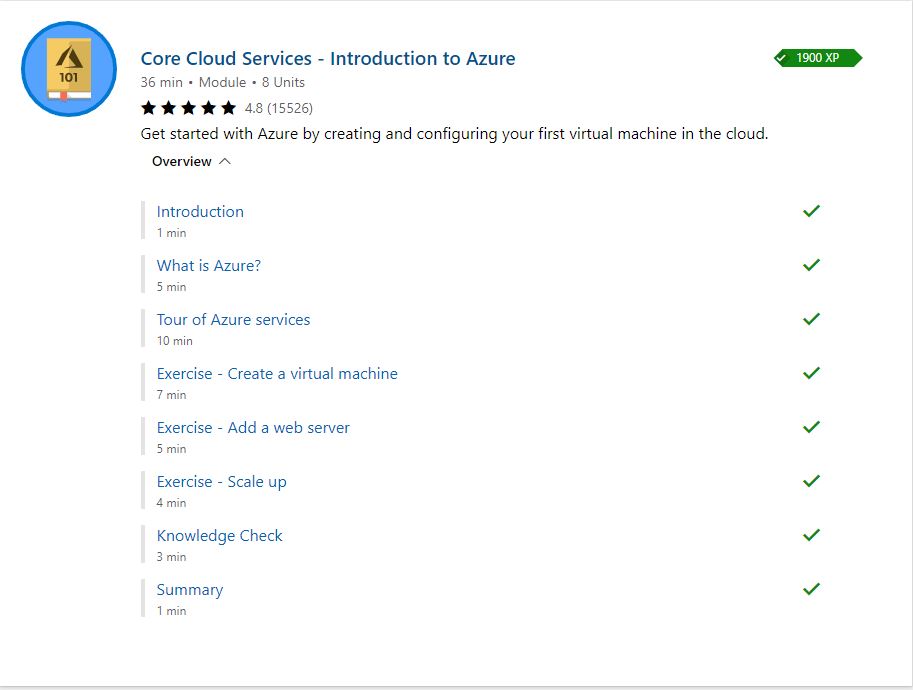 101
Core Cloud Services - Introduction to Azure
1900 XP
36 min • Module • 8 Units
4.8 (15526)
Get started with Azure by creating and configuring your first virtual machine in the cloud.
Overview
Introduction
1 min
What is Azure?
5 min
Tour of Azure services
10 min
Exercise - Create a virtual machine
7 min
Exercise - Add a web server
5 min
Exercise - Scale up
4 min
Knowledge Check
3 min
Summary
1 min